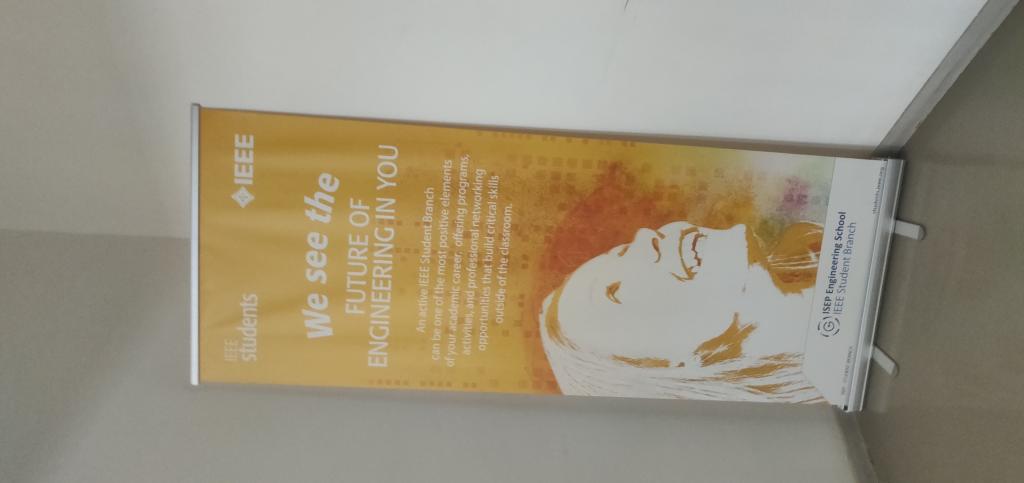 IEEE
students
IEEE
We see the
FUTURE OF
ENGINEERING IN YOU
An active IEEE Student Branch
can be one of the most positive elements
of your academic career, offering programs,
activities, and professional networking
opportunities that build critical skills
outside of the classroom.
ISEP Engineering School
IEEE Student Branch